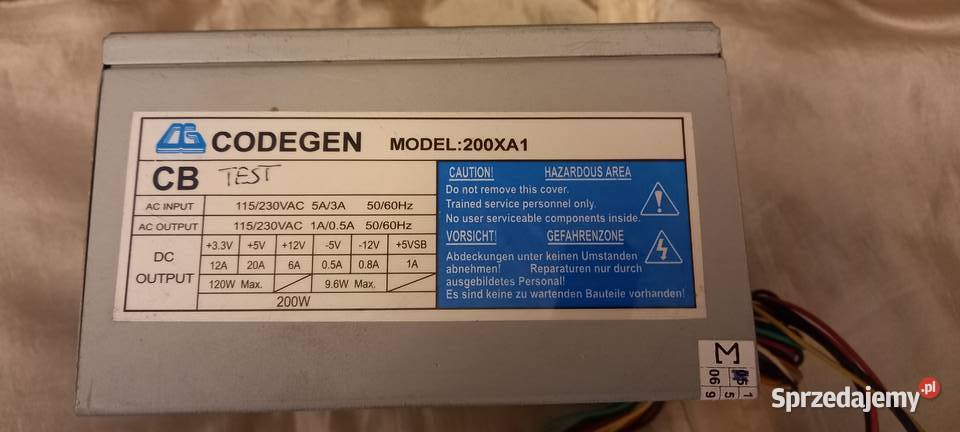 CODEGEN MODEL:200XA1
CB TEST
CAUTION! HAZARDOUS AREA
Do not remove this cover.
Trained service personnel only.
No user serviceable components inside.
VORSICHT! GEFAHRENZONE
Abdeckungen unter keinen Umständen
abnehmen! Reparaturen nur durch
ausgebildetes Personal!
Es sind keine zu wartenden Bauteile vorhanden!
AC INPUT 115/230VAC 5A/3A 50/60Hz
AC OUTPUT 115/230VAC 1A/0.5A 50/60Hz
DC OUTPUT
+3.3V +5V +12V -5V -12V +5VSB
12A 20A 6A 0.5A 0.8A 1A
120W Max. 9.6W Max.
200W
M
06
9 5 1
Sprzedajemy.pl